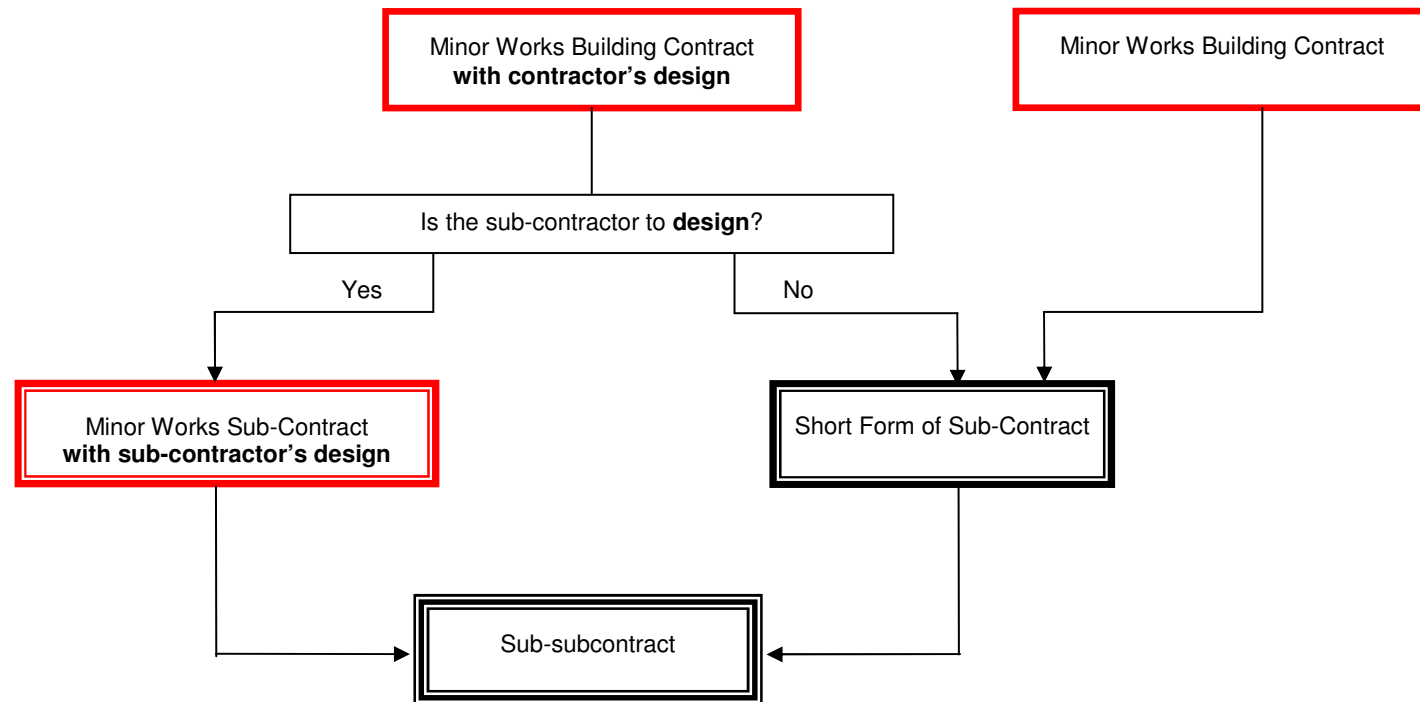 Minor Works Building Contract
with contractor’s design
Minor Works Building Contract
Is the sub-contractor to design?
Yes
No
Minor Works Sub-Contract
with sub-contractor’s design
Short Form of Sub-Contract
Sub-subcontract